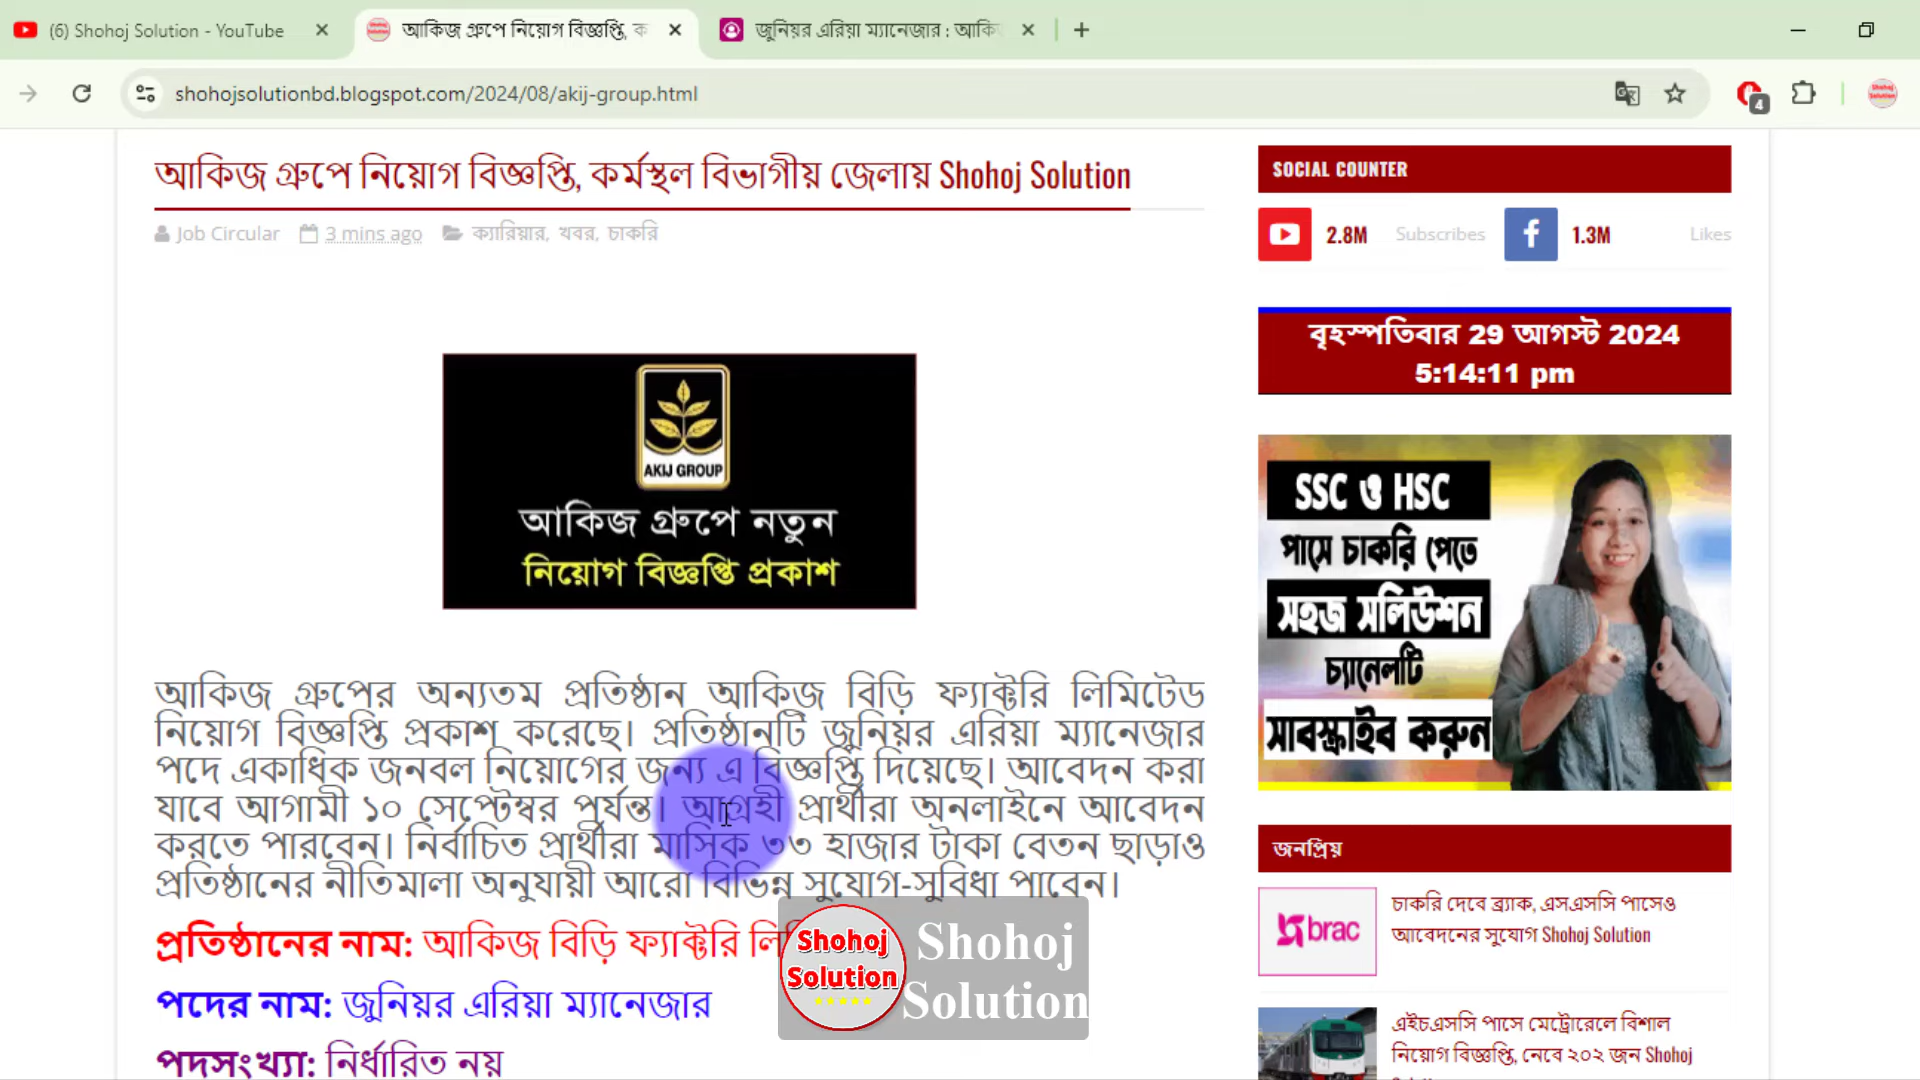 (6) Shohoj Solution - YouTube
আকিজ গ্রুপে নিয়োগ বিজ্ঞপ্তি, ক
জুনিয়র এরিয়া ম্যানেজার : আকি
shohojsolutionbd.blogspot.com/2024/08/akij-group.html
4
Shohoj Solution
আকিজ গ্রুপে নিয়োগ বিজ্ঞপ্তি, কর্মস্থল বিভাগীয় জেলায় Shohoj Solution
Job Circular 3 mins ago ক্যারিয়ার, খবর, চাকরি
AKIJ GROUP
আকিজ গ্রুপে নতুন
নিয়োগ বিজ্ঞপ্তি প্রকাশ
আকিজ গ্রুপের অন্যতম প্রতিষ্ঠান আকিজ বিড়ি ফ্যাক্টরি লিমিটেড
নিয়োগ বিজ্ঞপ্তি প্রকাশ করেছে। প্রতিষ্ঠানটি জুনিয়র এরিয়া ম্যানেজার
পদে একাধিক জনবল নিয়োগের জন্য এ বিজ্ঞপ্তি দিয়েছে। আবেদন করা
যাবে আগামী ১০ সেপ্টেম্বর পর্যন্ত। আগ্রহী প্রার্থীরা অনলাইনে আবেদন
করতে পারবেন। নির্বাচিত প্রার্থীরা মাসিক ৩৩ হাজার টাকা বেতন ছাড়াও
প্রতিষ্ঠানের নীতিমালা অনুযায়ী আরো বিভিন্ন সুযোগ-সুবিধা পাবেন।
প্রতিষ্ঠানের নাম: আকিজ বিড়ি ফ্যাক্টরি
পদের নাম: জুনিয়র এরিয়া ম্যানেজার
পদসংখ্যা: নির্ধারিত নয়
Shohoj
Solution
Shohoj
Solution
SOCIAL COUNTER
2.8M Subscribes 1.3M Likes
বৃহস্পতিবার 29 আগস্ট 2024
5:14:11 pm
SSC ও HSC
পাসে চাকরি পেতে
সহজ সলিউশন
চ্যানেলটি
সাবস্ক্রাইব করুন
জনপ্রিয়
brac
চাকরি দেবে ব্র্যাক, এসএসসি পাসেও
আবেদনের সুযোগ Shohoj Solution
এইচএসসি পাসে মেট্রোরেলে বিশাল
নিয়োগ বিজ্ঞপ্তি, নেবে ২০২ জন Shohoj